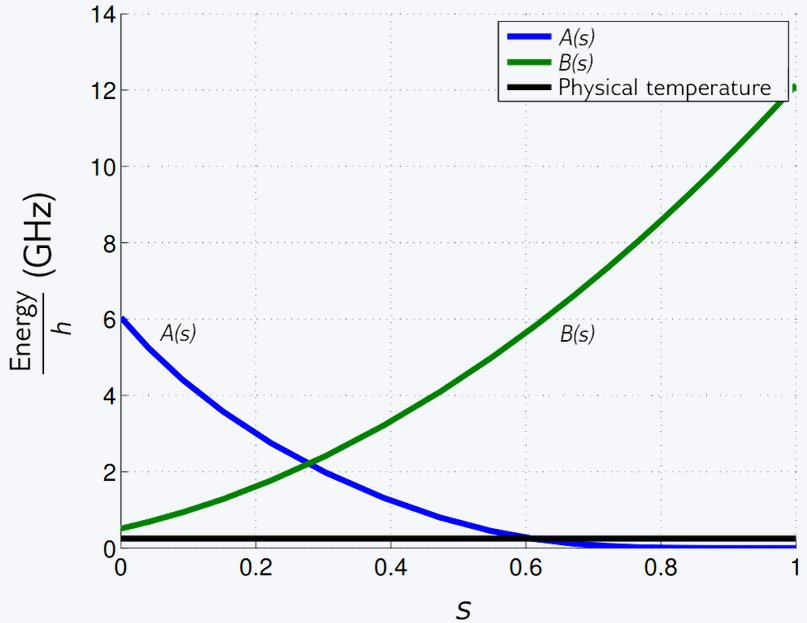 14
12
10
8
6
4
2
0
Energy
h
(GHz)
A(s)
B(s)
Physical temperature
A(s)
B(s)
0
0.2
0.4
0.6
0.8
1
s